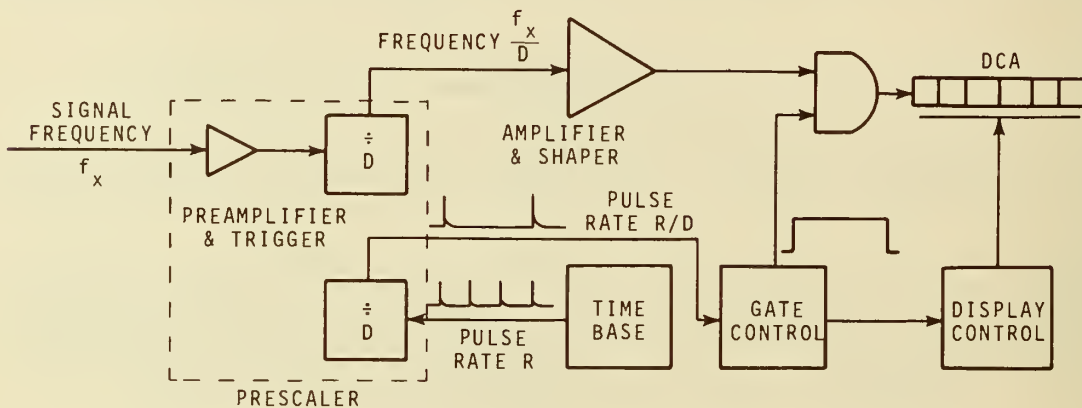 FREQUENCY f_x/D
DCA
SIGNAL
FREQUENCY
f_x
÷
D
AMPLIFIER
& SHAPER
PREAMPLIFIER
& TRIGGER
PULSE
RATE R/D
÷
D
PULSE
RATE R
TIME
BASE
GATE
CONTROL
DISPLAY
CONTROL
PRESCALER